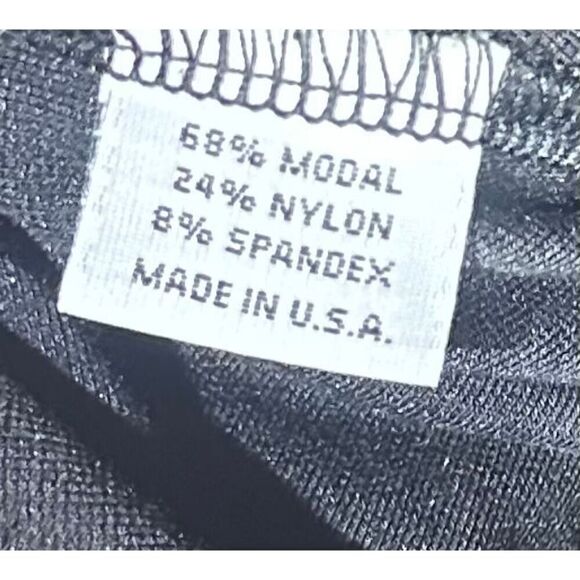 68% MODAL
24% NYLON
8% SPANDEX
MADE IN U.S.A.